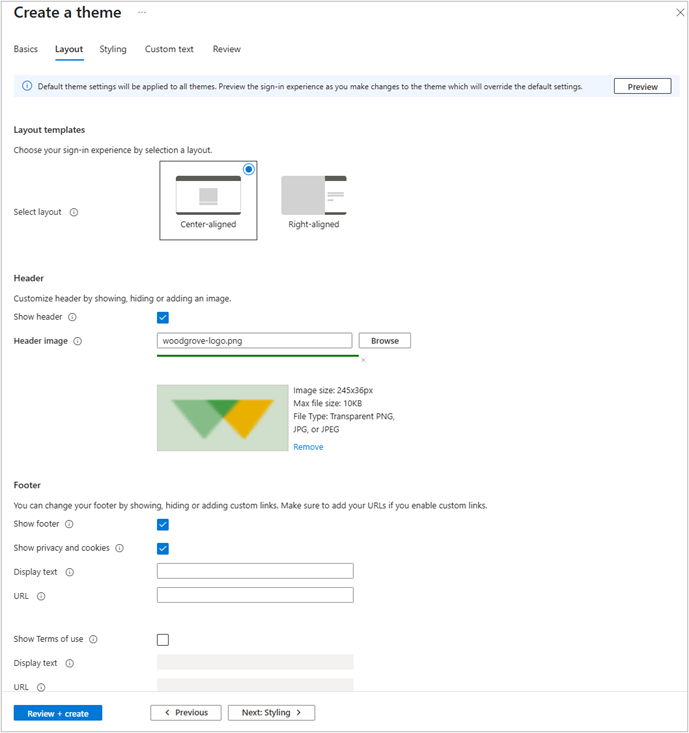 Create a theme ...
Basics Layout Styling Custom text Review
Default theme settings will be applied to all themes. Preview the sign-in experience as you make changes to the theme which will override the default settings. Preview
Layout templates
Choose your sign-in experience by selection a layout.
Select layout
Center-aligned Right-aligned
Header
Customize header by showing, hiding or adding an image.
Show header
Header image woodgrove-logo.png Browse
Image size: 245x36px
Max file size: 10KB
File Type: Transparent PNG,
JPG, or JPEG
Remove
Footer
You can change your footer by showing, hiding or adding custom links. Make sure to add your URLs if you enable custom links.
Show footer
Show privacy and cookies
Display text
URL
Show Terms of use
Display text
URL
Review + create < Previous Next: Styling >